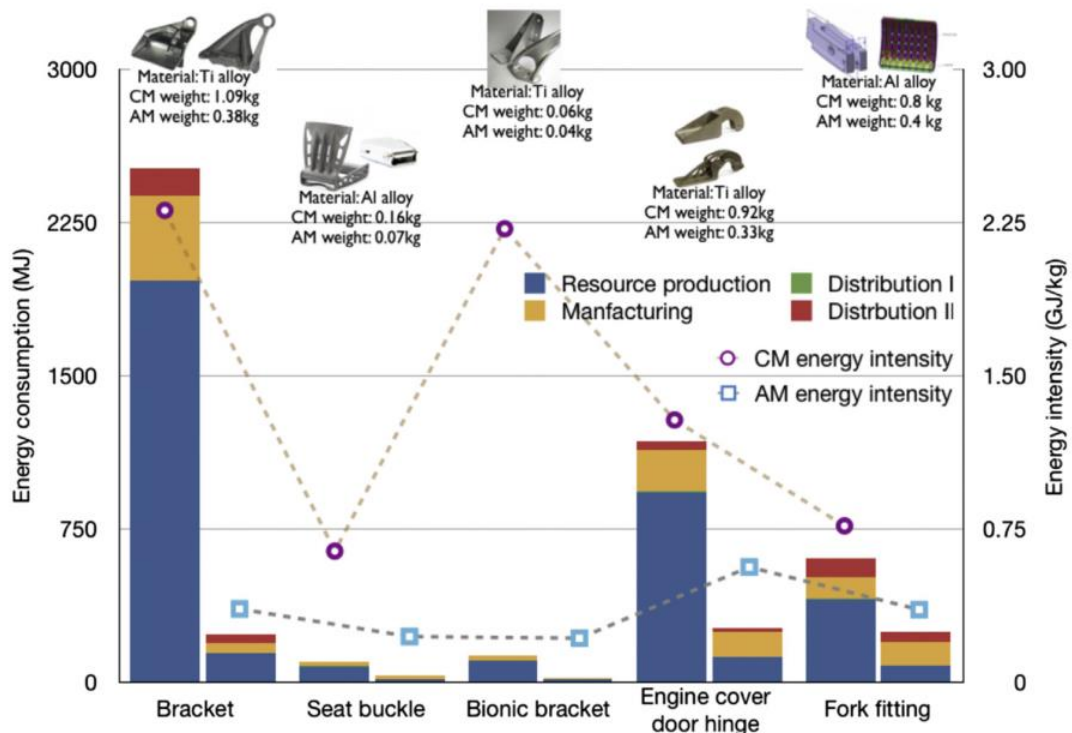 Material: Ti alloy
CM weight: 1.09kg
AM weight: 0.38kg
Material: Al alloy
CM weight: 0.16kg
AM weight: 0.07kg
Material: Ti alloy
CM weight: 0.06kg
AM weight: 0.04kg
Material: Ti alloy
CM weight: 0.92kg
AM weight: 0.33kg
Material: Al alloy
CM weight: 0.8 kg
AM weight: 0.4 kg
Energy consumption (MJ)
3000
2250
1500
750
0
Energy intensity (GJ/kg)
3.00
2.25
1.50
0.75
0
Resource production
Manfacturing
Distribution I
Distrbution II
CM energy intensity
AM energy intensity
Bracket
Seat buckle
Bionic bracket
Engine cover
door hinge
Fork fitting